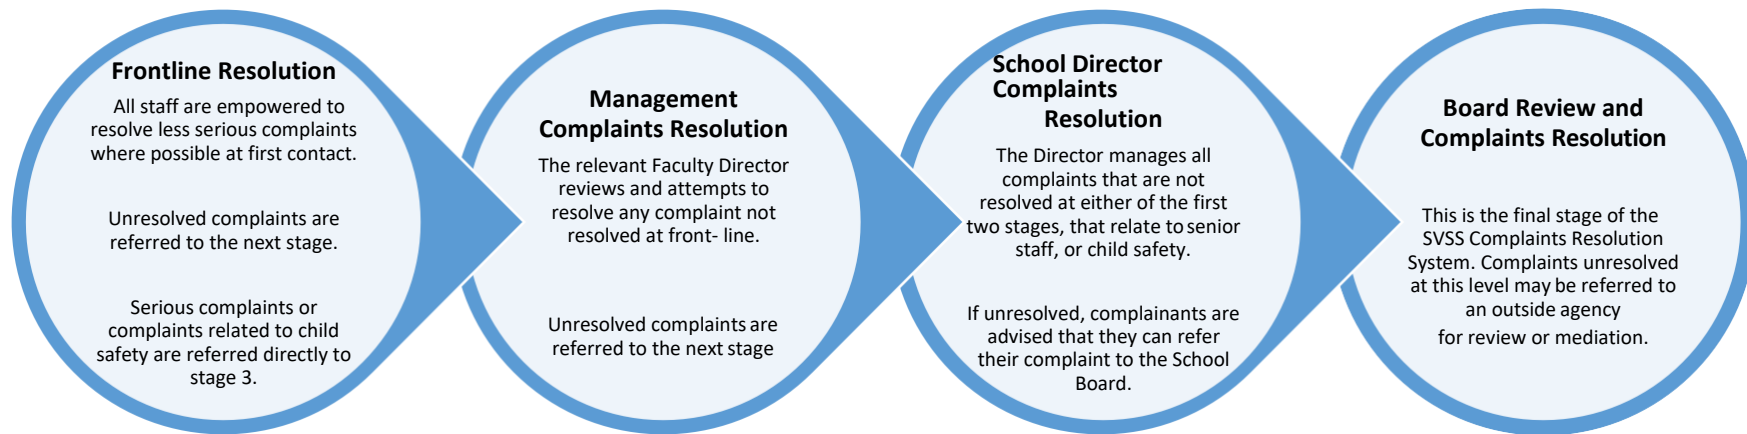 Frontline Resolution
All staff are empowered to
resolve less serious complaints
where possible at first contact.
Unresolved complaints are
referred to the next stage.
Serious complaints or
complaints related to child
safety are referred directly to
stage 3.
Management
Complaints Resolution
The relevant Faculty Director
reviews and attempts to
resolve any complaint not
resolved at front- line.
Unresolved complaints are
referred to the next stage
School Director
Complaints
Resolution
The Director manages all
complaints that are not
resolved at either of the first
two stages, that relate to senior
staff, or child safety.
If unresolved, complainants are
advised that they can refer
their complaint to the School
Board.
Board Review and
Complaints Resolution
This is the final stage of the
SVSS Complaints Resolution
System. Complaints unresolved
at this level may be referred to
an outside agency
for review or mediation.